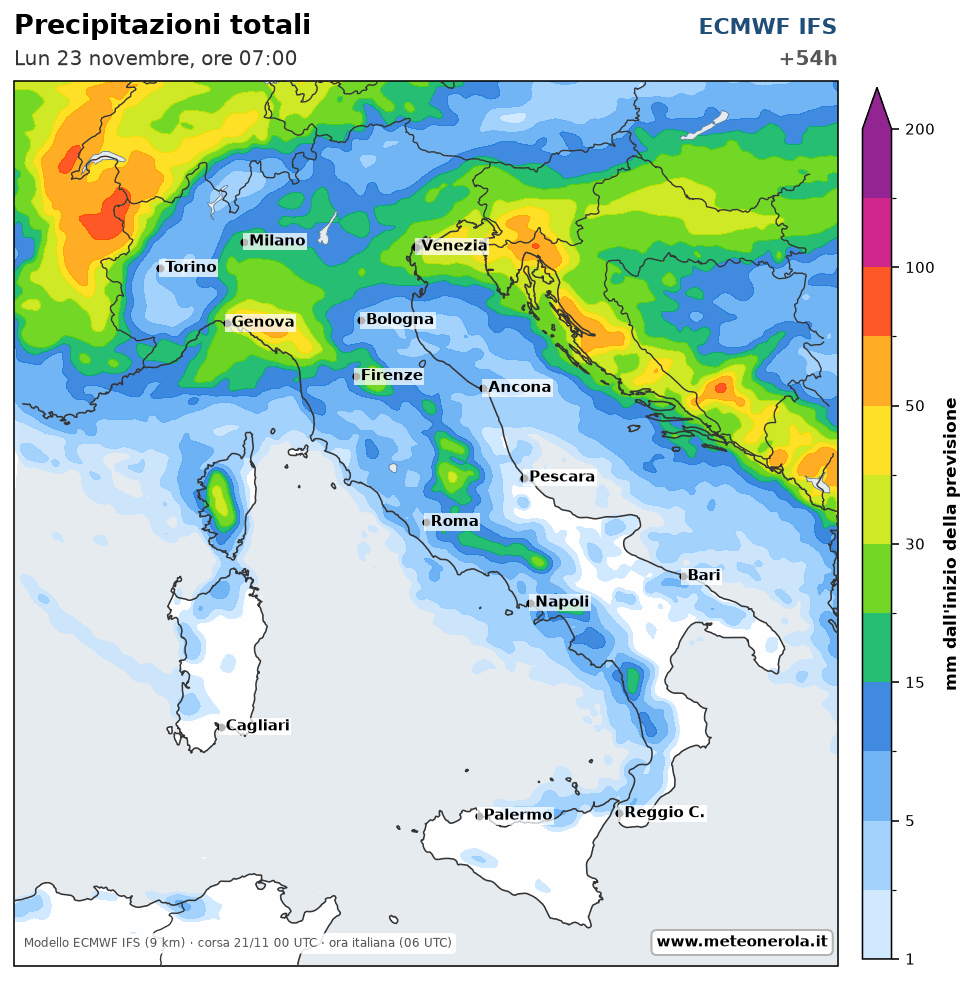 Precipitazioni totali
ECMWF IFS
Lun 23 novembre, ore 07:00
+54h
200
100
50
30
15
5
1
mm dall'inizio della previsione
Milano
Venezia
Torino
Genova
Bologna
Firenze
Ancona
Pescara
Roma
Bari
Napoli
Cagliari
Palermo
Reggio C.
Modello ECMWF IFS (9 km) · corsa 21/11 00 UTC · ora italiana (06 UTC)
www.meteonerola.it